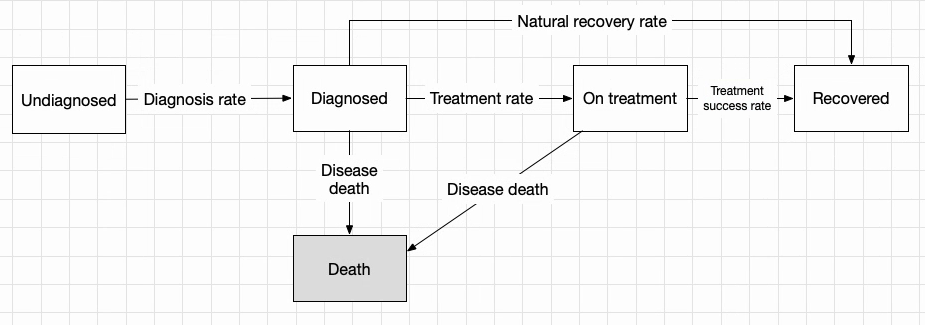 Natural recovery rate
Undiagnosed
Diagnosis rate
Diagnosed
Treatment rate
On treatment
Treatment
success rate
Recovered
Disease
death
Disease death
Death